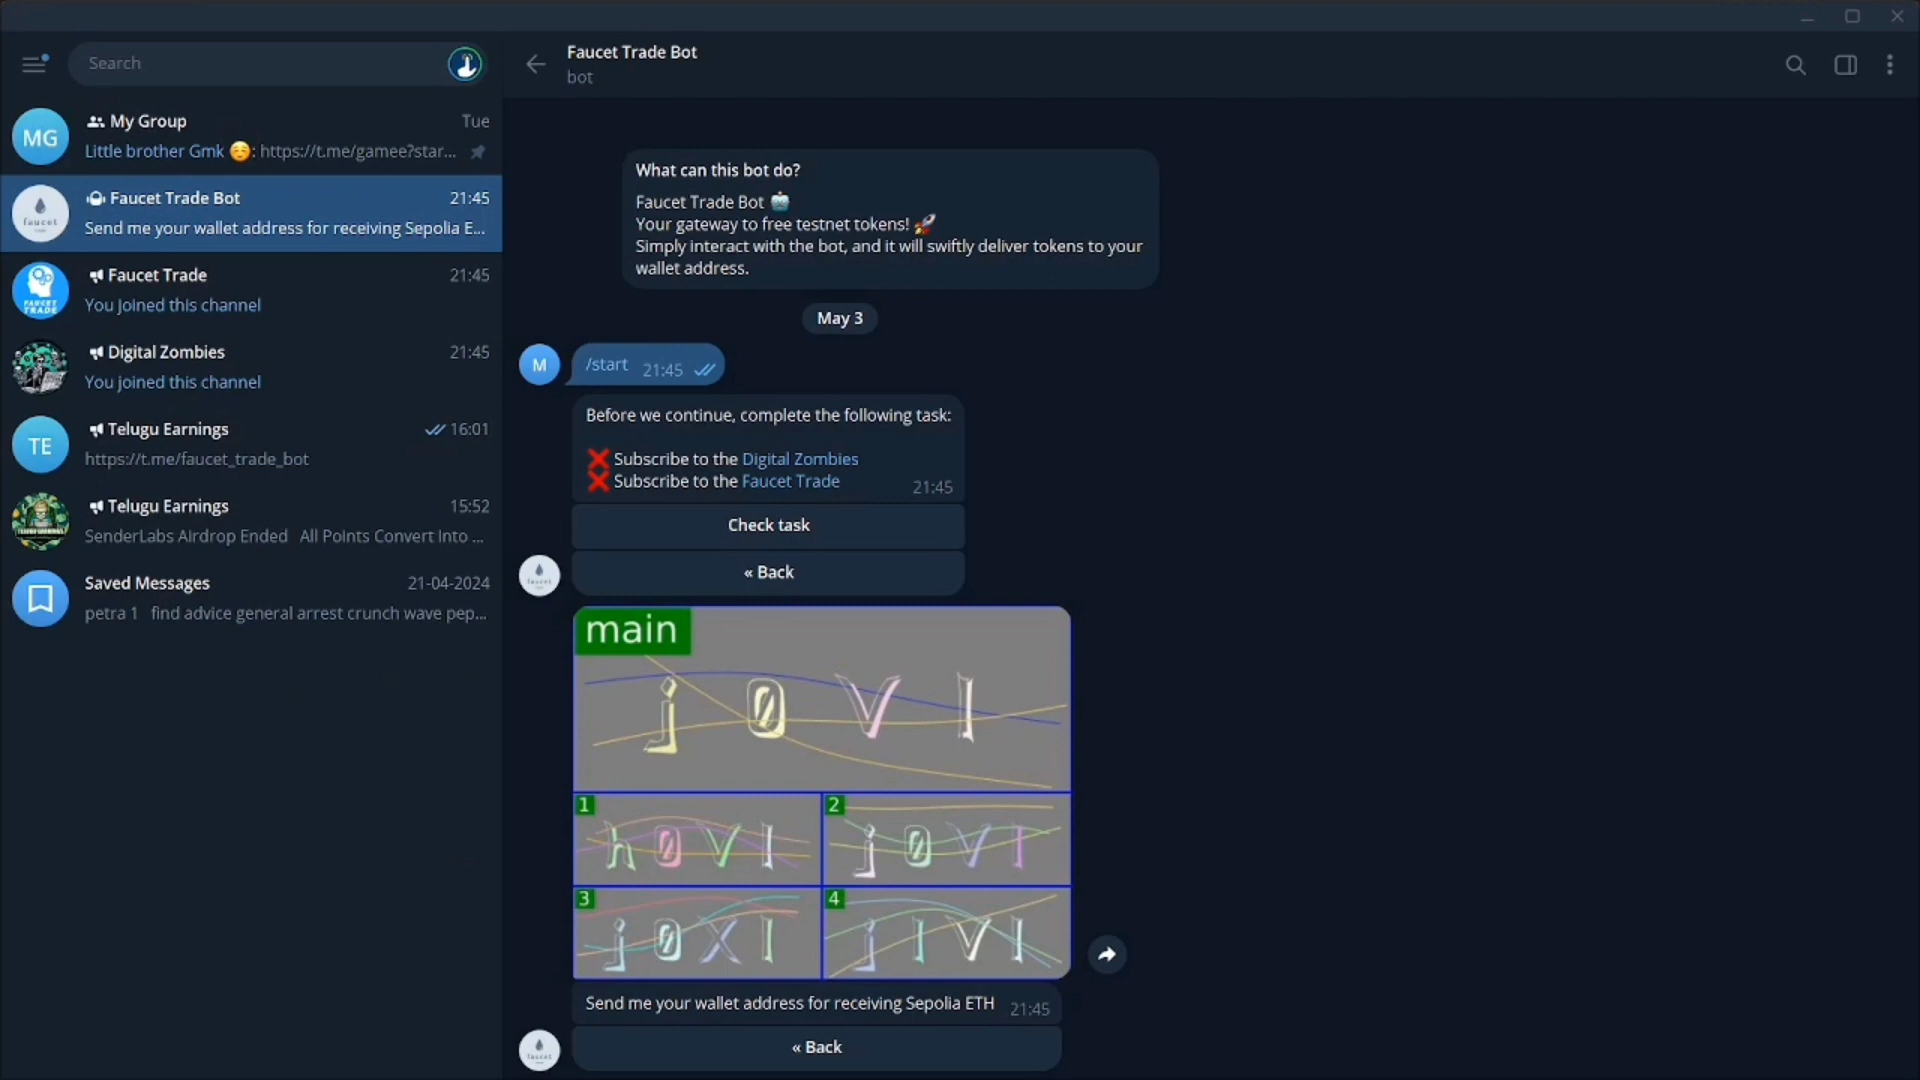 Search
MG
My Group
Tue
Little brother Gmk ☺️: https://t.me/gamee?star...
faucet
Faucet Trade Bot
21:45
Send me your wallet address for receiving Sepolia E...
FAUCET
TRADE
Faucet Trade
21:45
You joined this channel
Digital Zombies
21:45
You joined this channel
TE
Telugu Earnings
16:01
https://t.me/faucet_trade_bot
Telugu Earnings
15:52
SenderLabs Airdrop Ended All Points Convert Into ...
Saved Messages
21-04-2024
petra 1 find advice general arrest crunch wave pep...
Faucet Trade Bot
bot
What can this bot do?
Faucet Trade Bot 🤖
Your gateway to free testnet tokens! 🚀
Simply interact with the bot, and it will swiftly deliver tokens to your
wallet address.
May 3
M
/start 21:45
Before we continue, complete the following task:
❌ Subscribe to the Digital Zombies
❌ Subscribe to the Faucet Trade
21:45
Check task
« Back
faucet
main
j 0 V l
1
h 0 V l
2
j 0 V l
3
j 0 X l
4
j l V l
Send me your wallet address for receiving Sepolia ETH 21:45
« Back
faucet